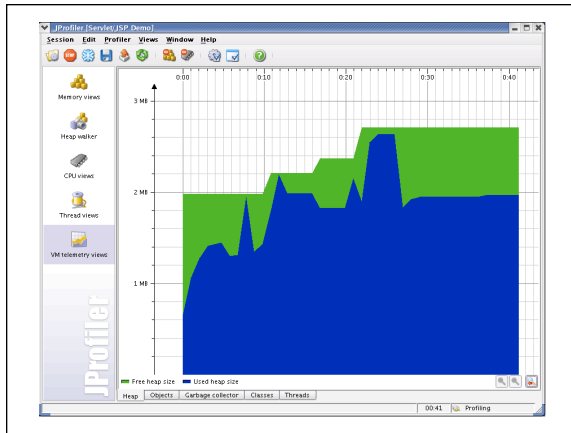 JProfiler [Servlet/JSP Demo]
Session Edit Profiler Views Window Help
STOP
Memory views
Heap walker
CPU views
Thread views
VM telemetry views
JProfiler
0:00 0:10 0:20 0:30 0:40
3 MB
2 MB
1 MB
Free heap size Used heap size
Heap Objects Garbage collector Classes Threads
00:41 Profiling